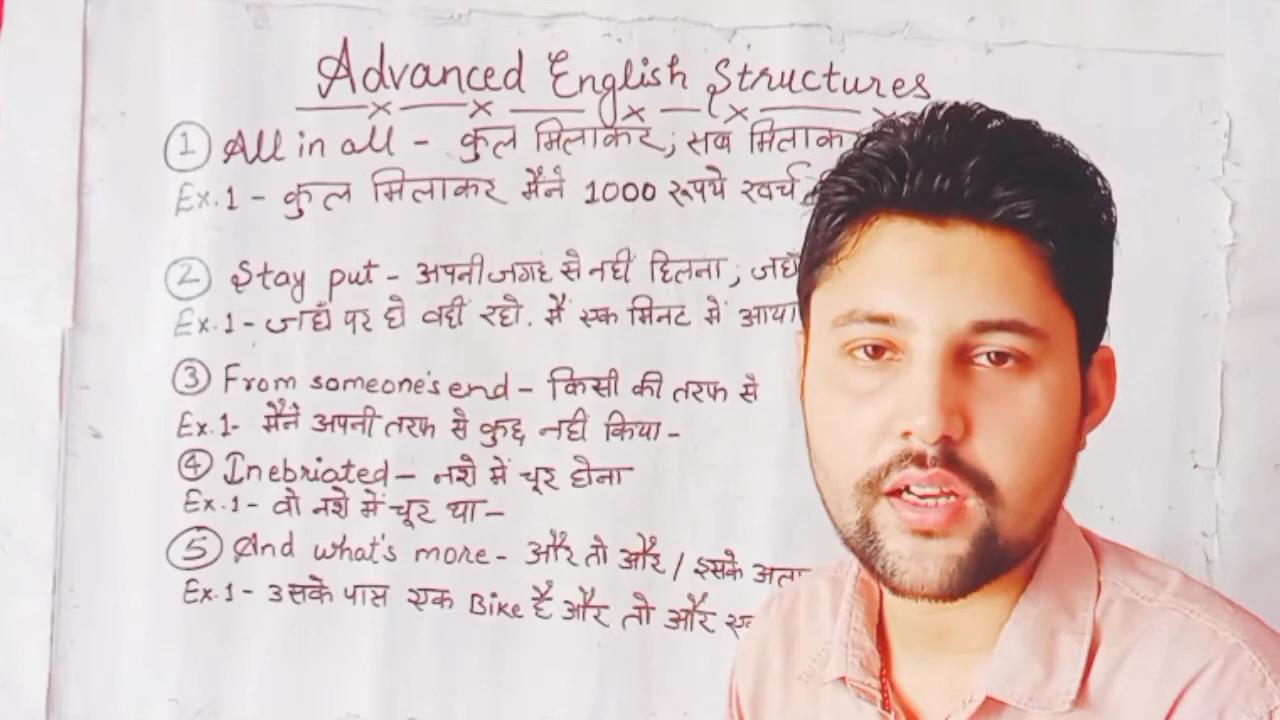 Advanced English Structures
① All in all - कुल मिलाकर, सब
Ex.1 - कुल मिलाकर मैंने 1000 रूपये खर्च
② Stay put - अपनी जगह से नहीं हिलना,
Ex.1 - जहाँ पर हो वहीं रहो. मैं एक मिनट में आया
③ From someone's end - किसी की तरफ से
Ex.1- मैंने अपनी तरफ से कुछ नहीं किया -
④ Inebriated - नशे में चूर होना
Ex.1 - वो नशे में चूर था -
⑤ And what's more - और तो और / इसके
Ex.1 - उसके पास एक Bike है और तो और